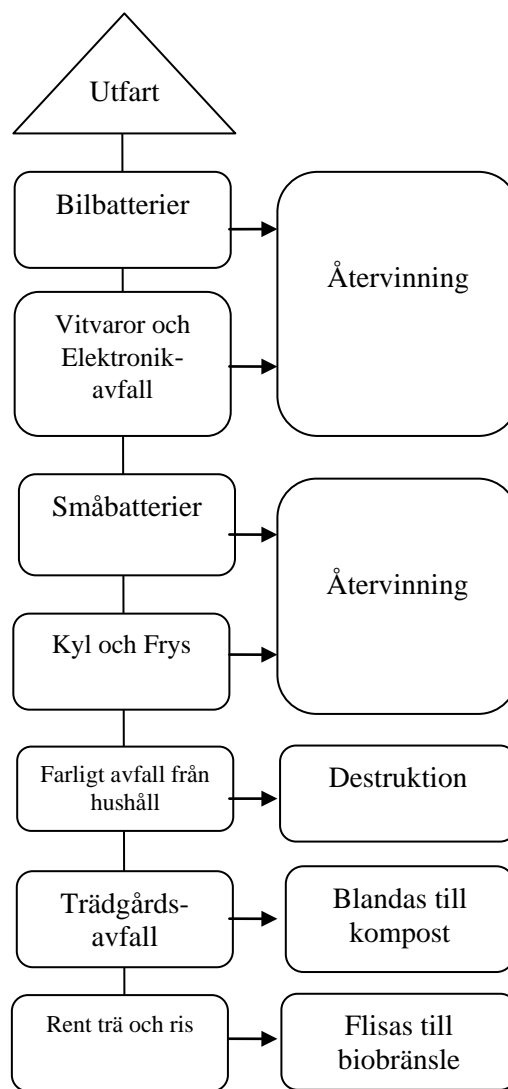 Utfart
Bilbatterier
Återvinning
Vitvaror och
Elektronik-
avfall
Småbatterier
Återvinning
Kyl och Frys
Farligt avfall från
hushåll
Destruktion
Trädgårds-
avfall
Blandas till
kompost
Rent trä och ris
Flisas till
biobränsle